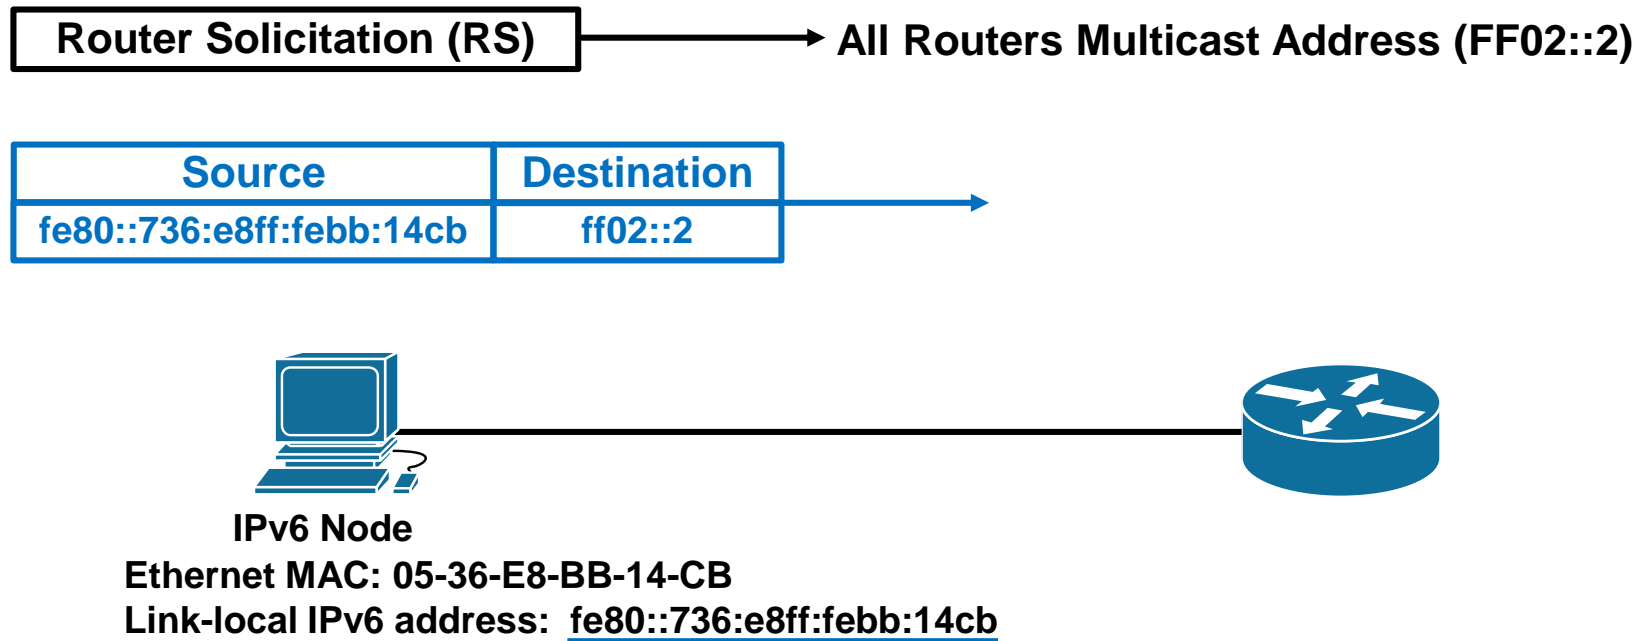 Router Solicitation (RS) All Routers Multicast Address (FF02::2)
Source Destination
fe80::736:e8ff:febb:14cb ff02::2
IPv6 Node
Ethernet MAC: 05-36-E8-BB-14-CB
Link-local IPv6 address: fe80::736:e8ff:febb:14cb